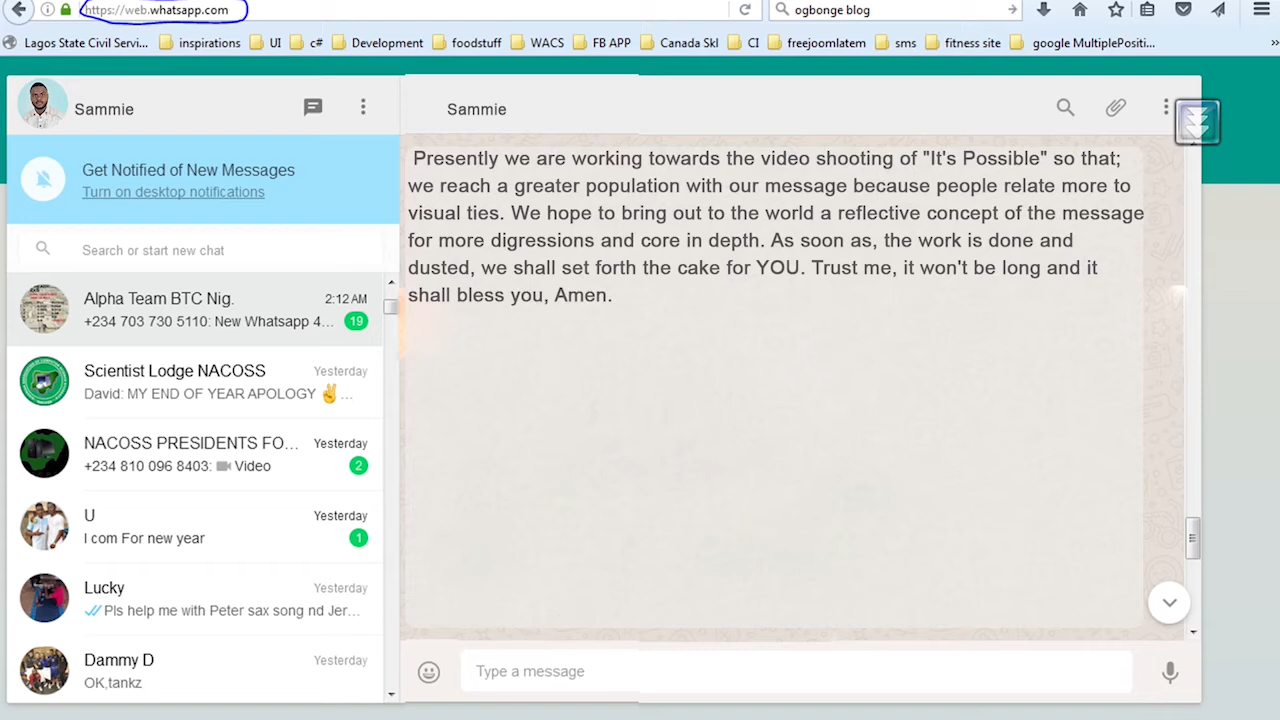 https://web.whatsapp.com
ogbonge blog
Lagos State Civil Servi...
inspirations
UI
c#
Development
foodstuff
WACS
FB APP
Canada Skl
CI
freejoomlatem
sms
fitness site
google MultiplePositi...
Sammie
Get Notified of New Messages
Turn on desktop notifications
Search or start new chat
Alpha Team BTC Nig.
2:12 AM
+234 703 730 5110: New Whatsapp 4...
19
Scientist Lodge NACOSS
Yesterday
David: MY END OF YEAR APOLOGY ✌...
NACOSS PRESIDENTS FO...
Yesterday
+234 810 096 8403: Video
2
U
Yesterday
I com For new year
1
Lucky
Yesterday
Pls help me with Peter sax song nd Jer...
Dammy D
Yesterday
OK,tankz
Sammie
Presently we are working towards the video shooting of "It's Possible" so that;
we reach a greater population with our message because people relate more to
visual ties. We hope to bring out to the world a reflective concept of the message
for more digressions and core in depth. As soon as, the work is done and
dusted, we shall set forth the cake for YOU. Trust me, it won't be long and it
shall bless you, Amen.
Type a message